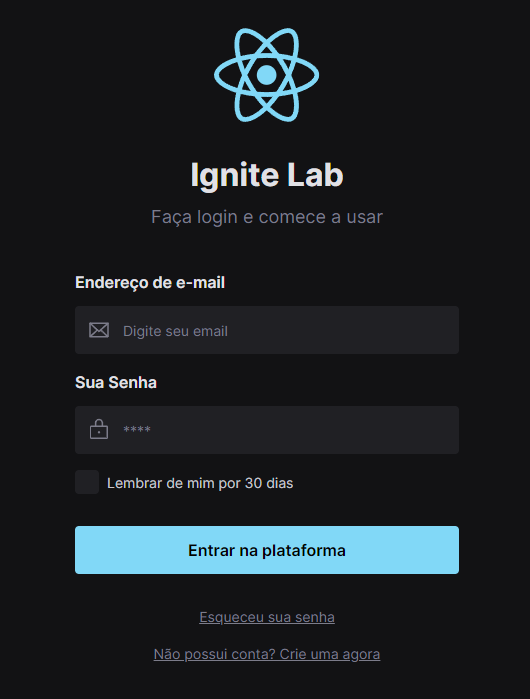 Ignite Lab
Faça login e comece a usar
Endereço de e-mail
Digite seu email
Sua Senha
****
Lembrar de mim por 30 dias
Entrar na plataforma
Esqueceu sua senha
Não possui conta? Crie uma agora